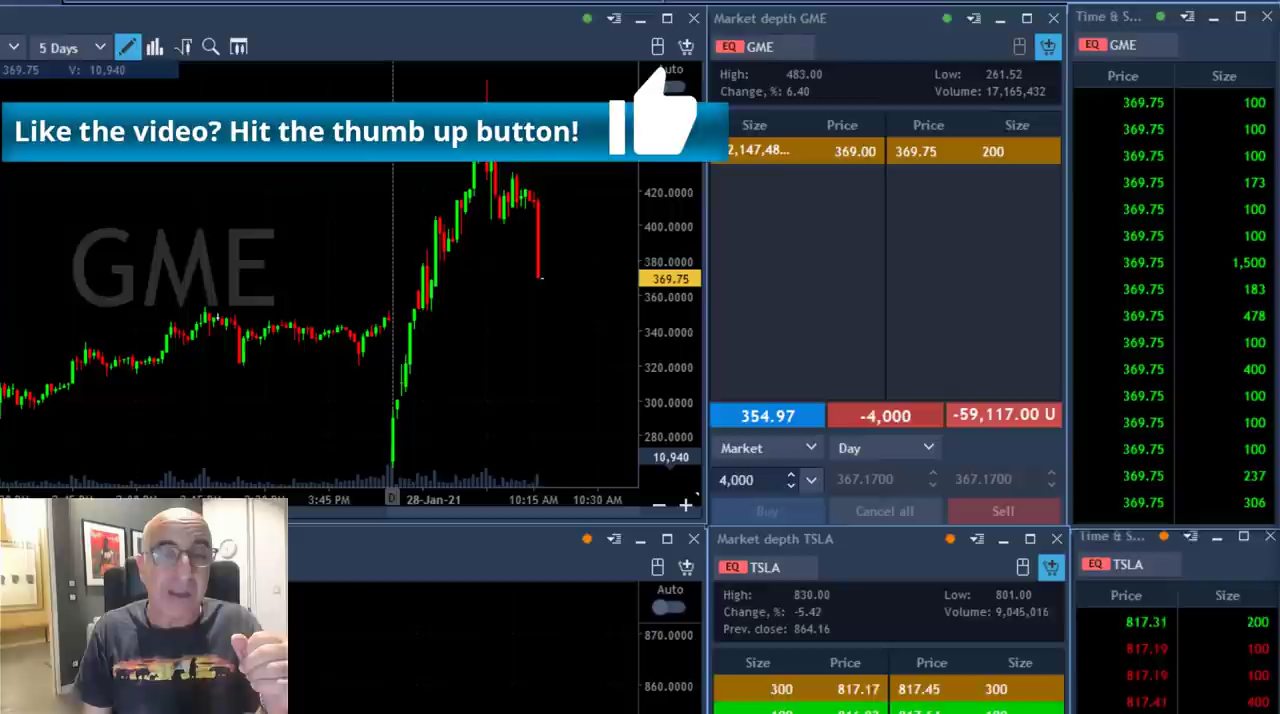 Market depth GME
Time & S...
5 Days
EQ GME
EQ GME
369.75 V: 10,940
Auto
High: 483.00 Low: 261.52
Change, %: 6.40 Volume: 17,165,432
Price Size
Like the video? Hit the thumb up button!
Size Price Price Size
2,147,48... 369.00 369.75 200
369.75 100
369.75 100
369.75 100
369.75 173
369.75 100
369.75 100
369.75 1,500
369.75 183
369.75 478
369.75 100
369.75 400
369.75 100
369.75 100
369.75 100
369.75 237
369.75 306
GME
420.0000
400.0000
380.0000
369.75
360.0000
340.0000
320.0000
300.0000
280.0000
10,940
3:45 PM D 28-Jan-21 10:15 AM 10:30 AM
354.97 -4,000 -59,117.00 U
Market Day
4,000 367.1700 367.1700
Buy Cancel all Sell
Market depth TSLA
Time & S...
EQ TSLA
EQ TSLA
Auto
870.0000
860.0000
High: 830.00 Low: 801.00
Change, %: -5.42 Volume: 9,045,016
Prev. close: 864.16
Size Price Price Size
300 817.17 817.45 300
Price Size
817.31 200
817.19 100
817.19 100
817.41 400